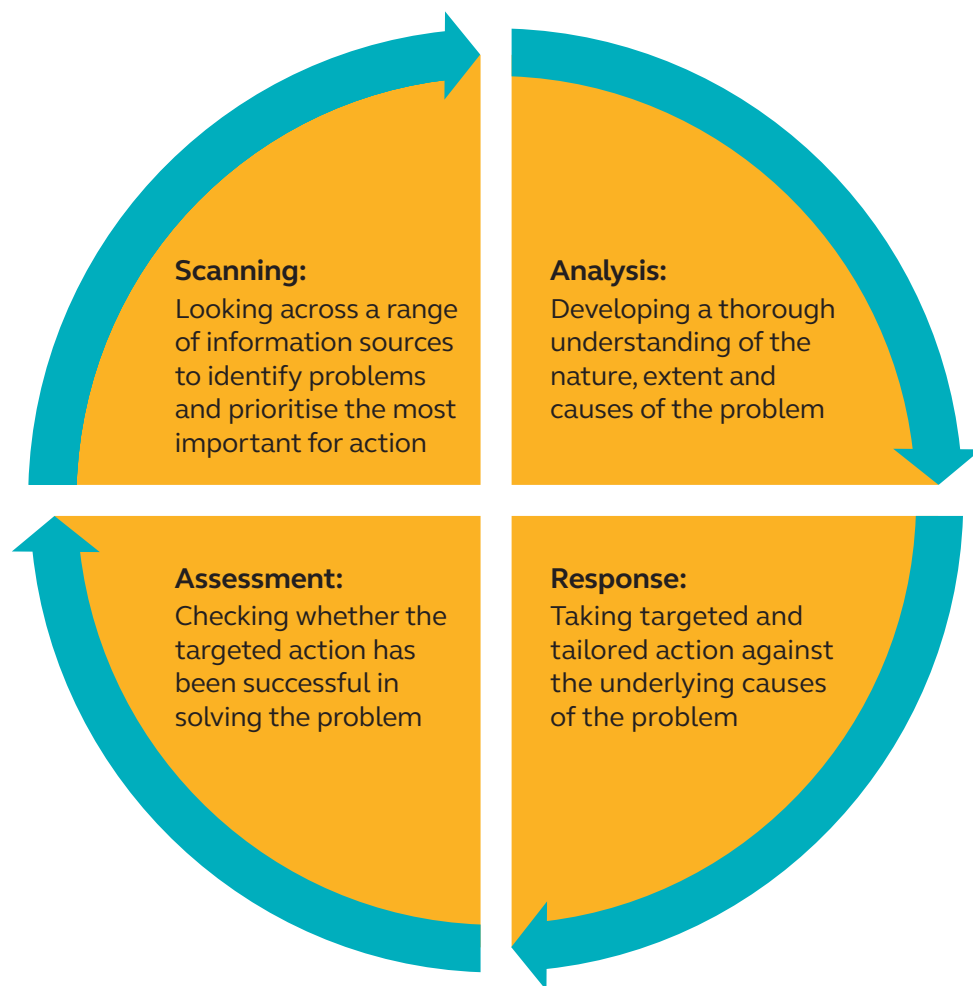 Scanning:
Looking across a range
of information sources
to identify problems
and prioritise the most
important for action
Analysis:
Developing a thorough
understanding of the
nature, extent and
causes of the problem
Response:
Taking targeted and
tailored action against
the underlying causes
of the problem
Assessment:
Checking whether the
targeted action has
been successful in
solving the problem